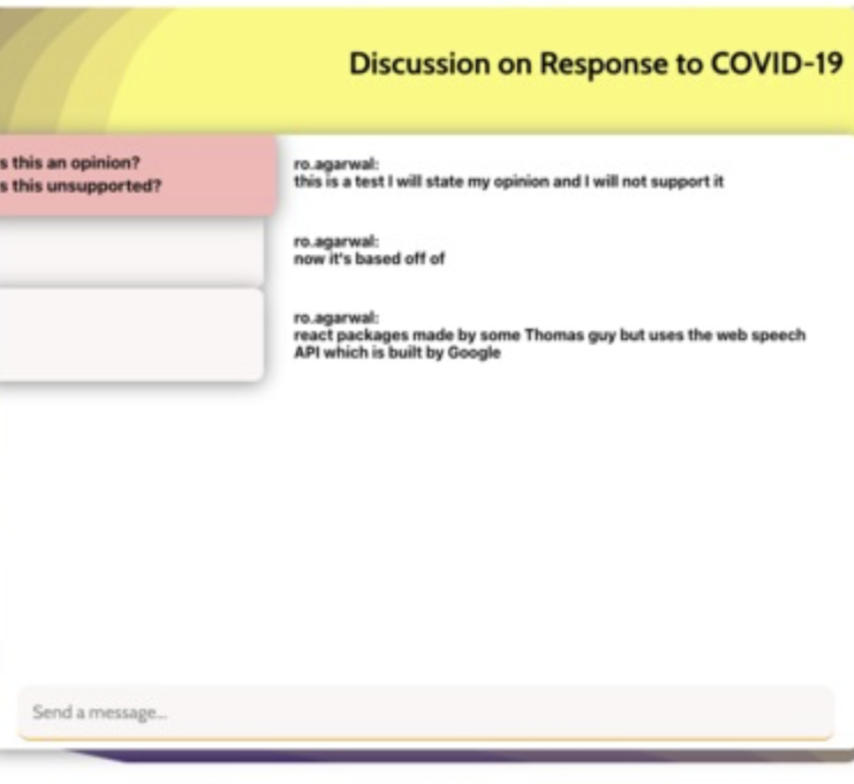 Discussion on Response to COVID-19
s this an opinion?
s this unsupported?
ro.agarwal:
this is a test I will state my opinion and I will not support it
ro.agarwal:
now it's based off of
ro.agarwal:
react packages made by some Thomas guy but uses the web speech
API which is built by Google
Send a message...